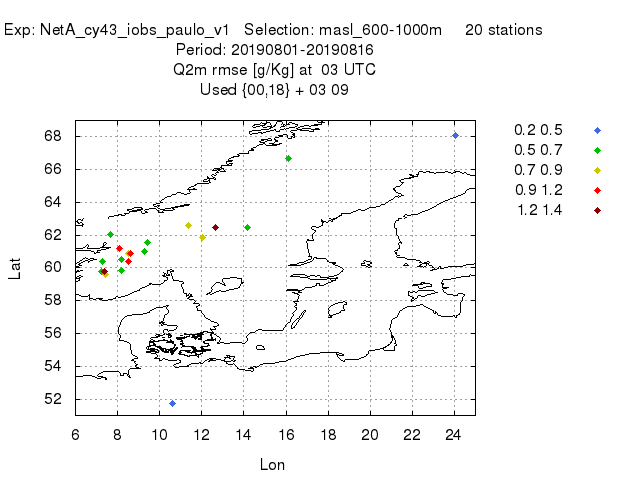 Exp: NetA_cy43_iobs_paulo_v1 Selection: masl_600-1000m 20 stations
Period: 20190801-20190816
Q2m rmse [g/Kg] at 03 UTC
Used {00,18} + 03 09
0.2 0.5
0.5 0.7
0.7 0.9
0.9 1.2
1.2 1.4
68
66
64
62
60
58
56
54
52
Lat
6 8 10 12 14 16 18 20 22 24
Lon